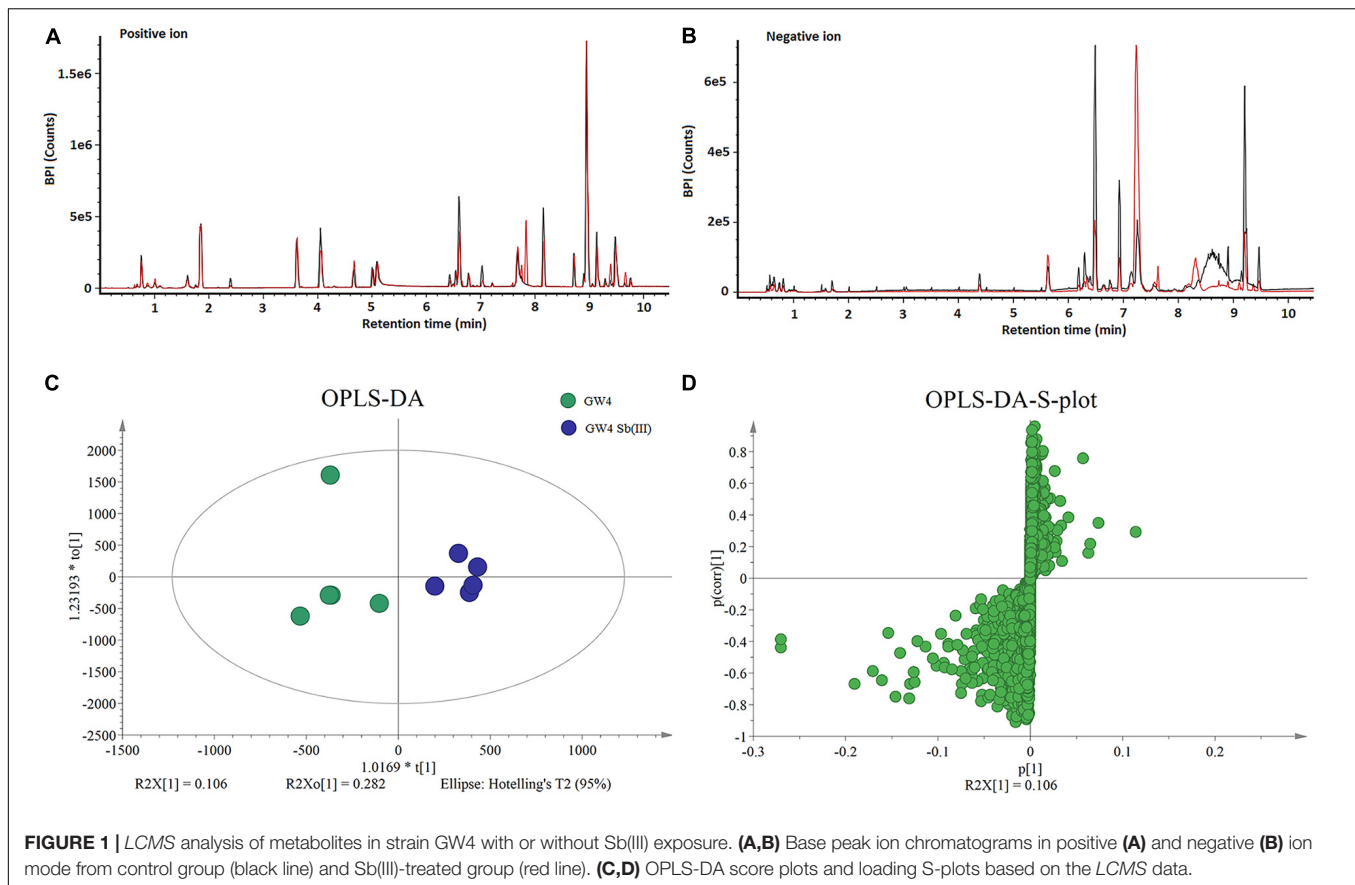 A
Positive ion
BPI (Counts)
1.5e6
1e6
5e5
0
1 2 3 4 5 6 7 8 9 10
Retention time (min)
B
Negative ion
BPI (Counts)
6e5
4e5
2e5
0
1 2 3 4 5 6 7 8 9 10
Retention time (min)
C
OPLS-DA
GW4
GW4 Sb(III)
1.23193 * to[1]
2000
1500
1000
500
0
-500
-1000
-1500
-2000
-2500
-1500 -1000 -500 0 500 1000
1.0169 * t[1]
R2X[1] = 0.106 R2Xo[1] = 0.282 Ellipse: Hotelling's T2 (95%)
D
OPLS-DA-S-plot
p(corr)[1]
0.8
0.6
0.4
0.2
0
-0.2
-0.4
-0.6
-0.8
-1
-0.3 -0.2 -0.1 0 0.1 0.2
p[1]
R2X[1] = 0.106
FIGURE 1 | LCMS analysis of metabolites in strain GW4 with or without Sb(III) exposure. (A,B) Base peak ion chromatograms in positive (A) and negative (B) ion
mode from control group (black line) and Sb(III)-treated group (red line). (C,D) OPLS-DA score plots and loading S-plots based on the LCMS data.